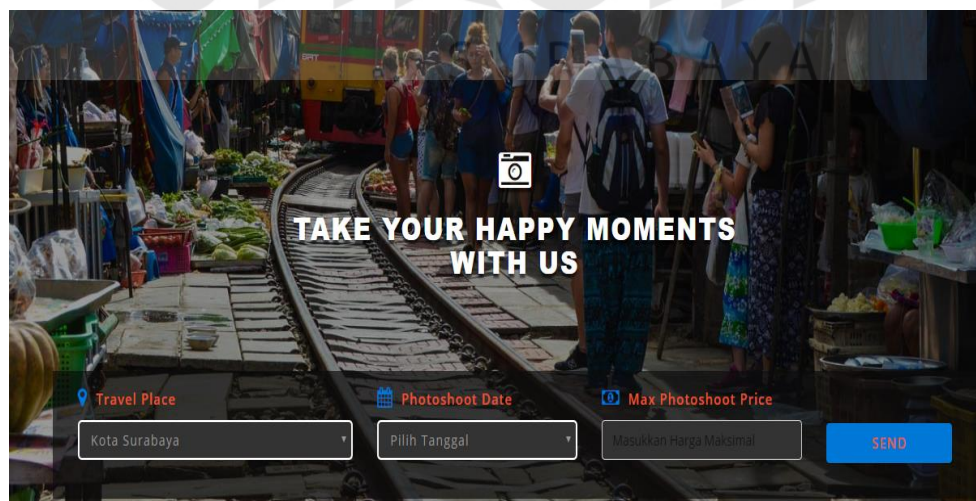 SURABAYA
TAKE YOUR HAPPY MOMENTS
WITH US
Travel Place
Photoshoot Date
Max Photoshoot Price
Kota Surabaya
Pilih Tanggal
Masukkan Harga Maksimal
SEND